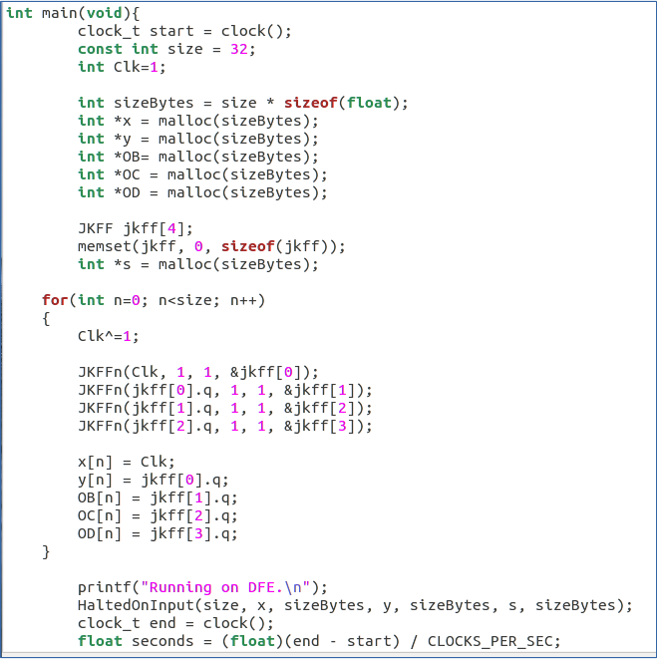 int main(void){
clock_t start = clock();
const int size = 32;
int Clk=1;
int sizeBytes = size * sizeof(float);
int *x = malloc(sizeBytes);
int *y = malloc(sizeBytes);
int *OB= malloc(sizeBytes);
int *OC = malloc(sizeBytes);
int *OD = malloc(sizeBytes);
JKFF jkff[4];
memset(jkff, 0, sizeof(jkff));
int *s = malloc(sizeBytes);
for(int n=0; n<size; n++)
{
Clk^=1;
JKFFn(Clk, 1, 1, &jkff[0]);
JKFFn(jkff[0].q, 1, 1, &jkff[1]);
JKFFn(jkff[1].q, 1, 1, &jkff[2]);
JKFFn(jkff[2].q, 1, 1, &jkff[3]);
x[n] = Clk;
y[n] = jkff[0].q;
OB[n] = jkff[1].q;
OC[n] = jkff[2].q;
OD[n] = jkff[3].q;
}
printf("Running on DFE.\n");
HaltedOnInput(size, x, sizeBytes, y, sizeBytes, s, sizeBytes);
clock_t end = clock();
float seconds = (float)(end - start) / CLOCKS_PER_SEC;